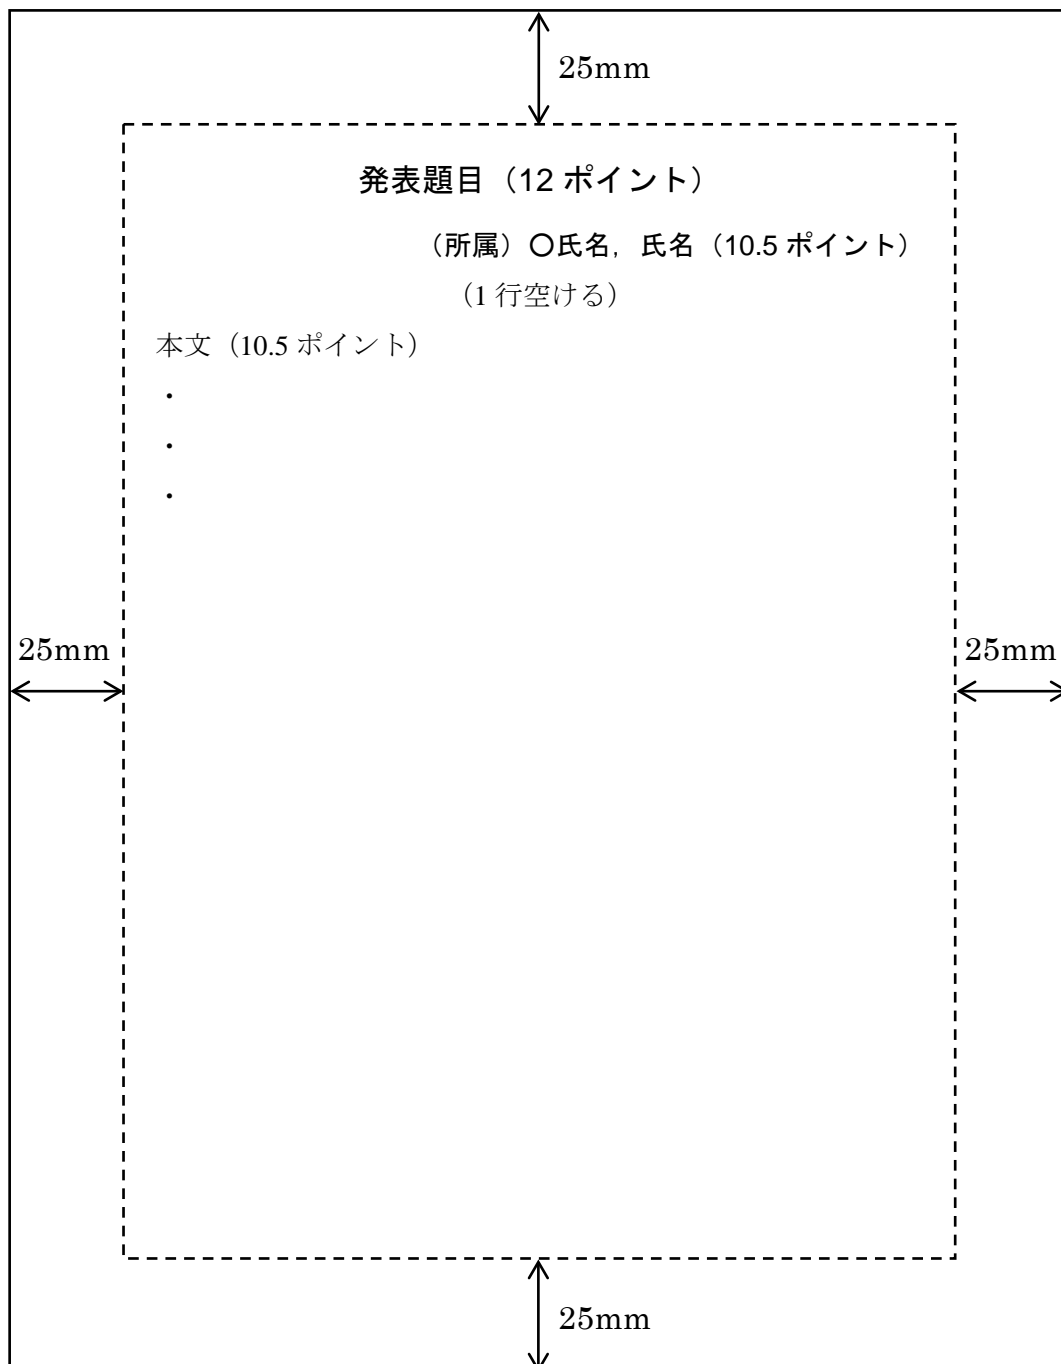 25mm
発表題目（12 ポイント）
（所属）〇氏名，氏名（10.5 ポイント）
（1 行空ける）
本文（10.5 ポイント）
・
・
・
25mm
25mm
25mm